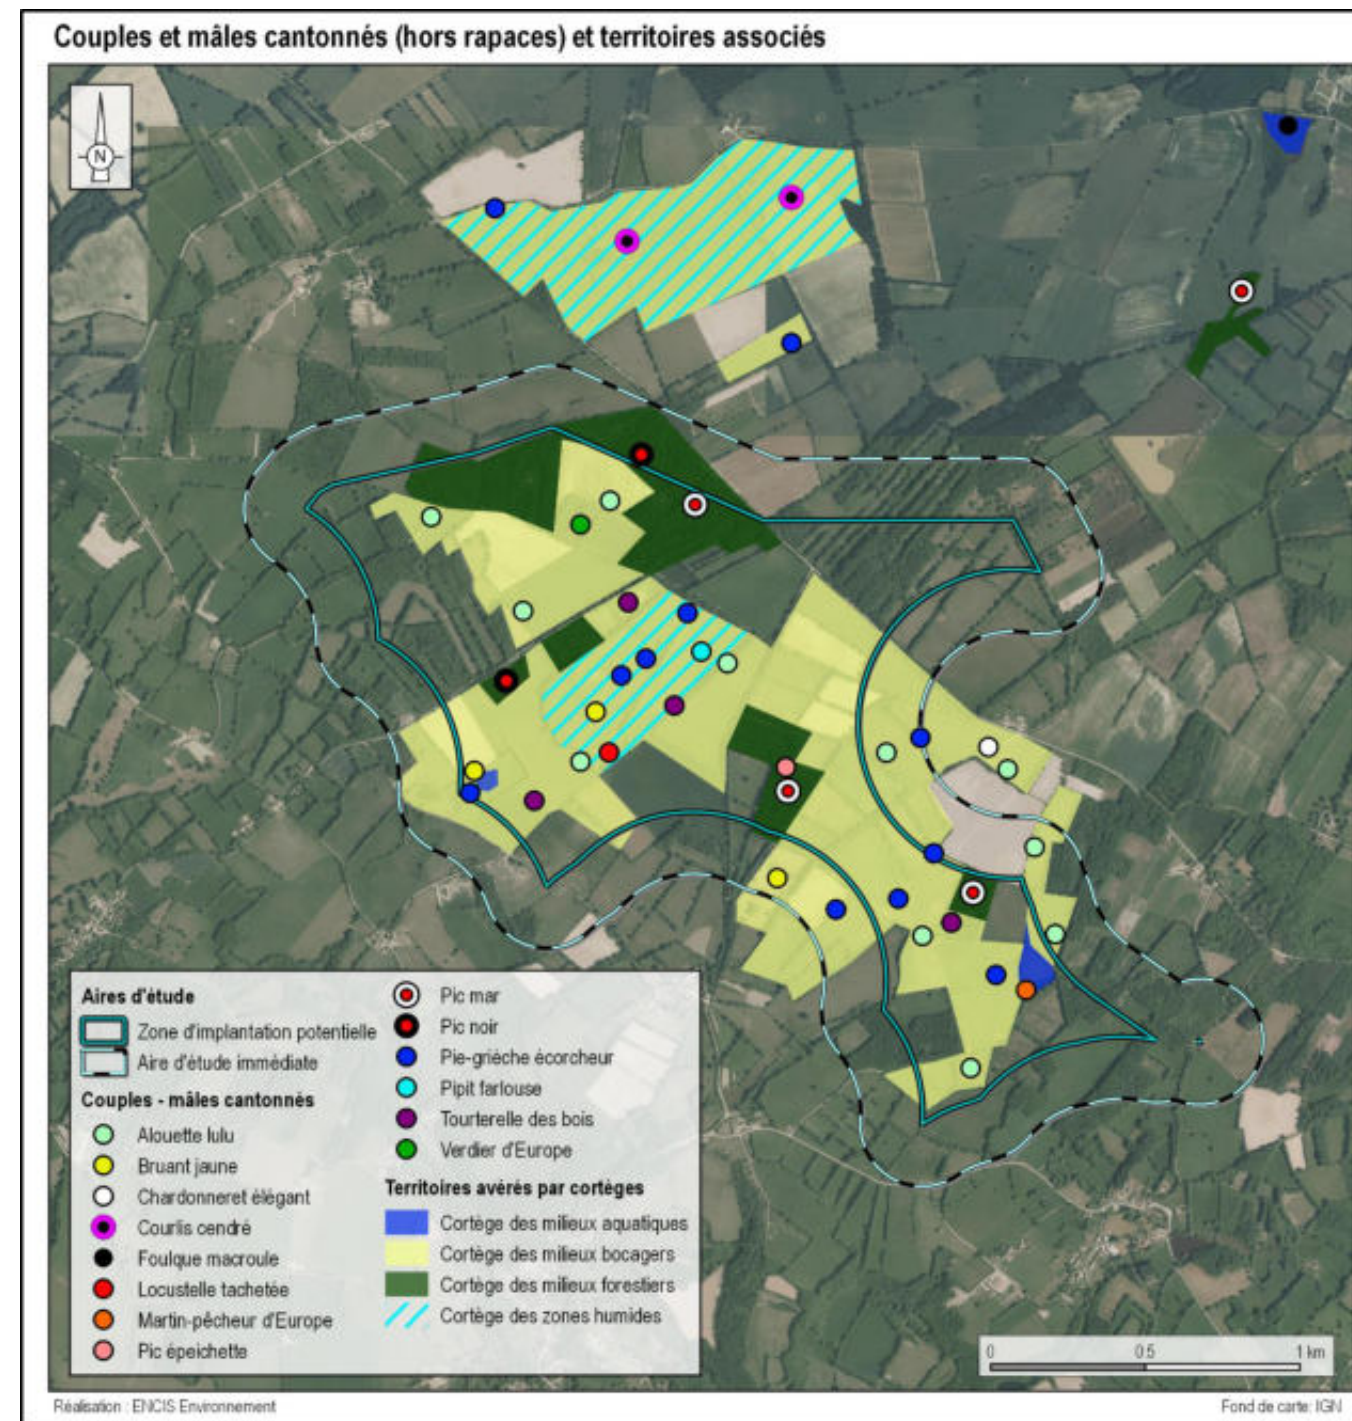 Couples et mâles cantonnés (hors rapaces) et territoires associés
N
Aires d'étude
Zone d'implantation potentielle
Aire d'étude immédiate
Couples - mâles cantonnés
Alouette lulu
Bruant jaune
Chardonneret élégant
Courlis cendré
Foulque macroule
Locustelle tachetée
Martin-pêcheur d'Europe
Pic épeichette
Pic mar
Pic noir
Pie-grièche écorcheur
Pipit farlouse
Tourterelle des bois
Verdier d'Europe
Territoires avérés par cortèges
Cortège des milieux aquatiques
Cortège des milieux bocagers
Cortège des milieux forestiers
Cortège des zones humides
0 0.5 1 km
Réalisation : ENCIS Environnement
Fond de carte: IGN